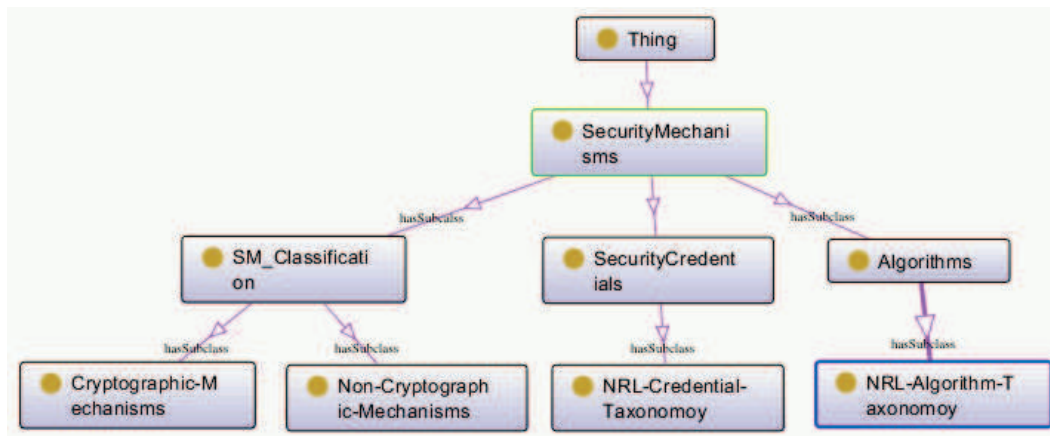 Thing
SecurityMechani
sms
hasSubcalss
hasSubclass
SM_Classificati
on
SecurityCredent
ials
Algorithms
hasSubclass
hasSubclass
hasSubclass
hasSubclass
Cryptographic-M
echanisms
Non-Cryptograph
ic-Mechanisms
NRL-Credential-
Taxonomoy
NRL-Algorithm-T
axonomoy